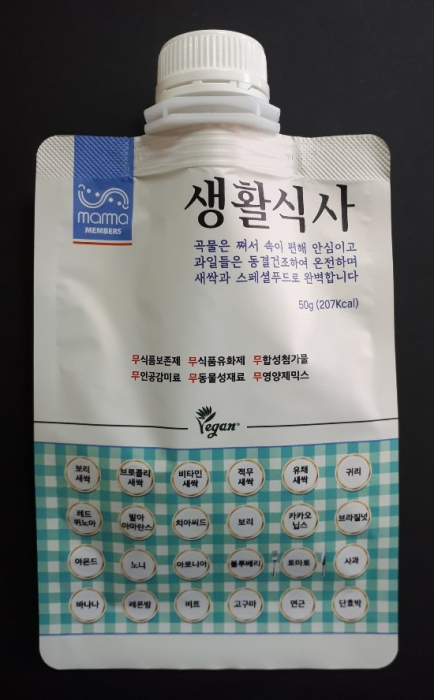 mama
MEMBERS
생활식사
곡물은 쪄서 속이 편해 안심이고
과일들은 동결건조하여 온전하며
새싹과 스페셜푸드로 완벽합니다
50g (207Kcal)
무식품보존제 무식품유화제 무합성첨가물
무인공감미료 무동물성재료 무영양제믹스
Vegan
보리
새싹
브로콜리
새싹
비타민
새싹
적무
새싹
유채
새싹
귀리
레드
퀴노아
발아
아마란스
치아씨드
보리
카카오
닙스
브라질넛
아몬드
노니
아로니아
블루베리
토마토
사과
바나나
레몬밤
비트
고구마
연근
단호박